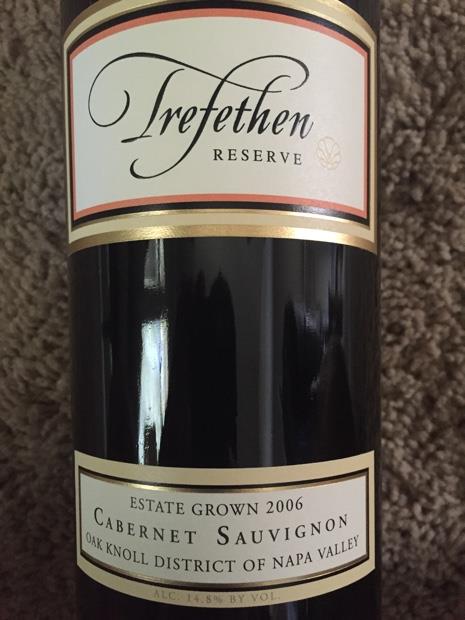 Trefethen
RESERVE
ESTATE GROWN 2006
CABERNET SAUVIGNON
OAK KNOLL DISTRICT OF NAPA VALLEY
ALC. 14.8% BY VOL.